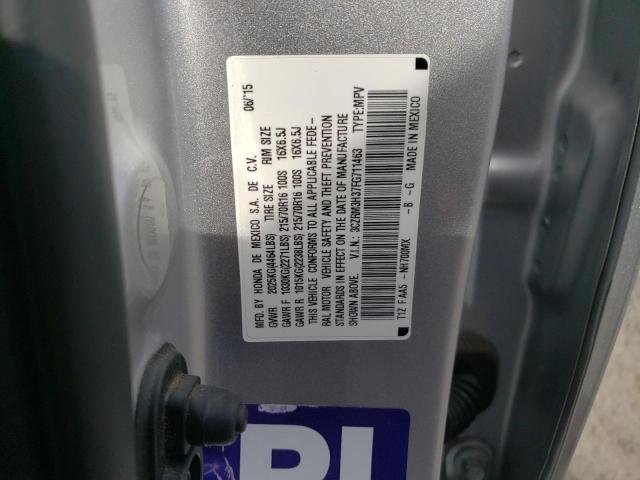 MFD. BY HONDA DE MEXICO S.A. DE C.V. 06/'15
GVWR 2025KG(4464LBS) TIRE SIZE RIM SIZE
GAWR F 1030KG(2271LBS) 215/70R16 100S 16X6.5J
GAWR R 1015KG(2238LBS) 215/70R16 100S 16X6.5J
THIS VEHICLE CONFORMS TO ALL APPLICABLE FEDE-
RAL MOTOR VEHICLE SAFETY AND THEFT PREVENTION
STANDARDS IN EFFECT ON THE DATE OF MANUFACTURE
SHOWN ABOVE. V.I.N.: 3CZRM3H37FG711463 TYPE:MPV
T1Z F AA5 -NH700MX -B -G MADE IN MEXICO